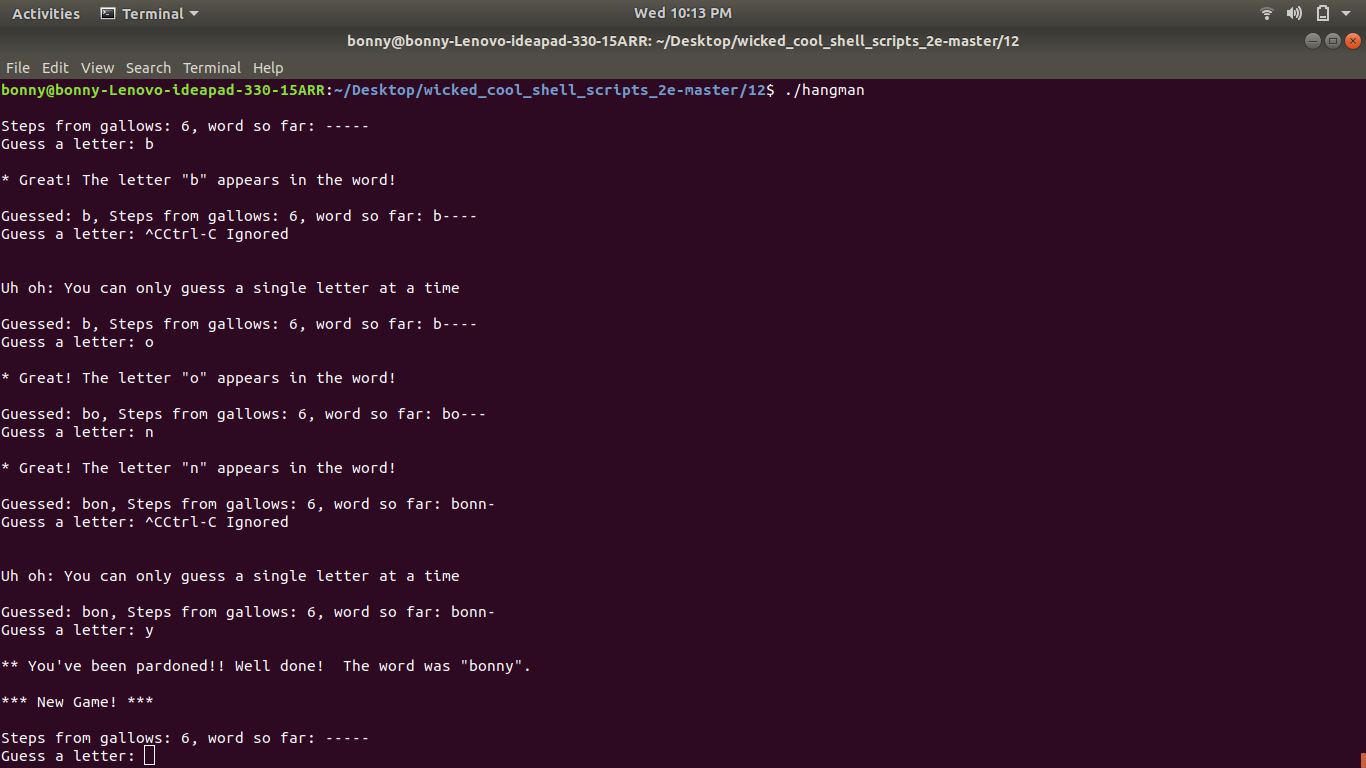 Activities Terminal Wed 10:13 PM
bonny@bonny-Lenovo-ideapad-330-15ARR: ~/Desktop/wicked_cool_shell_scripts_2e-master/12
File Edit View Search Terminal Help
bonny@bonny-Lenovo-ideapad-330-15ARR:~/Desktop/wicked_cool_shell_scripts_2e-master/12$ ./hangman
Steps from gallows: 6, word so far: -----
Guess a letter: b
* Great! The letter "b" appears in the word!
Guessed: b, Steps from gallows: 6, word so far: b----
Guess a letter: ^CCtrl-C Ignored
Uh oh: You can only guess a single letter at a time
Guessed: b, Steps from gallows: 6, word so far: b----
Guess a letter: o
* Great! The letter "o" appears in the word!
Guessed: bo, Steps from gallows: 6, word so far: bo---
Guess a letter: n
* Great! The letter "n" appears in the word!
Guessed: bon, Steps from gallows: 6, word so far: bonn-
Guess a letter: ^CCtrl-C Ignored
Uh oh: You can only guess a single letter at a time
Guessed: bon, Steps from gallows: 6, word so far: bonn-
Guess a letter: y
** You've been pardoned!! Well done!  The word was "bonny".
*** New Game! ***
Steps from gallows: 6, word so far: -----
Guess a letter: